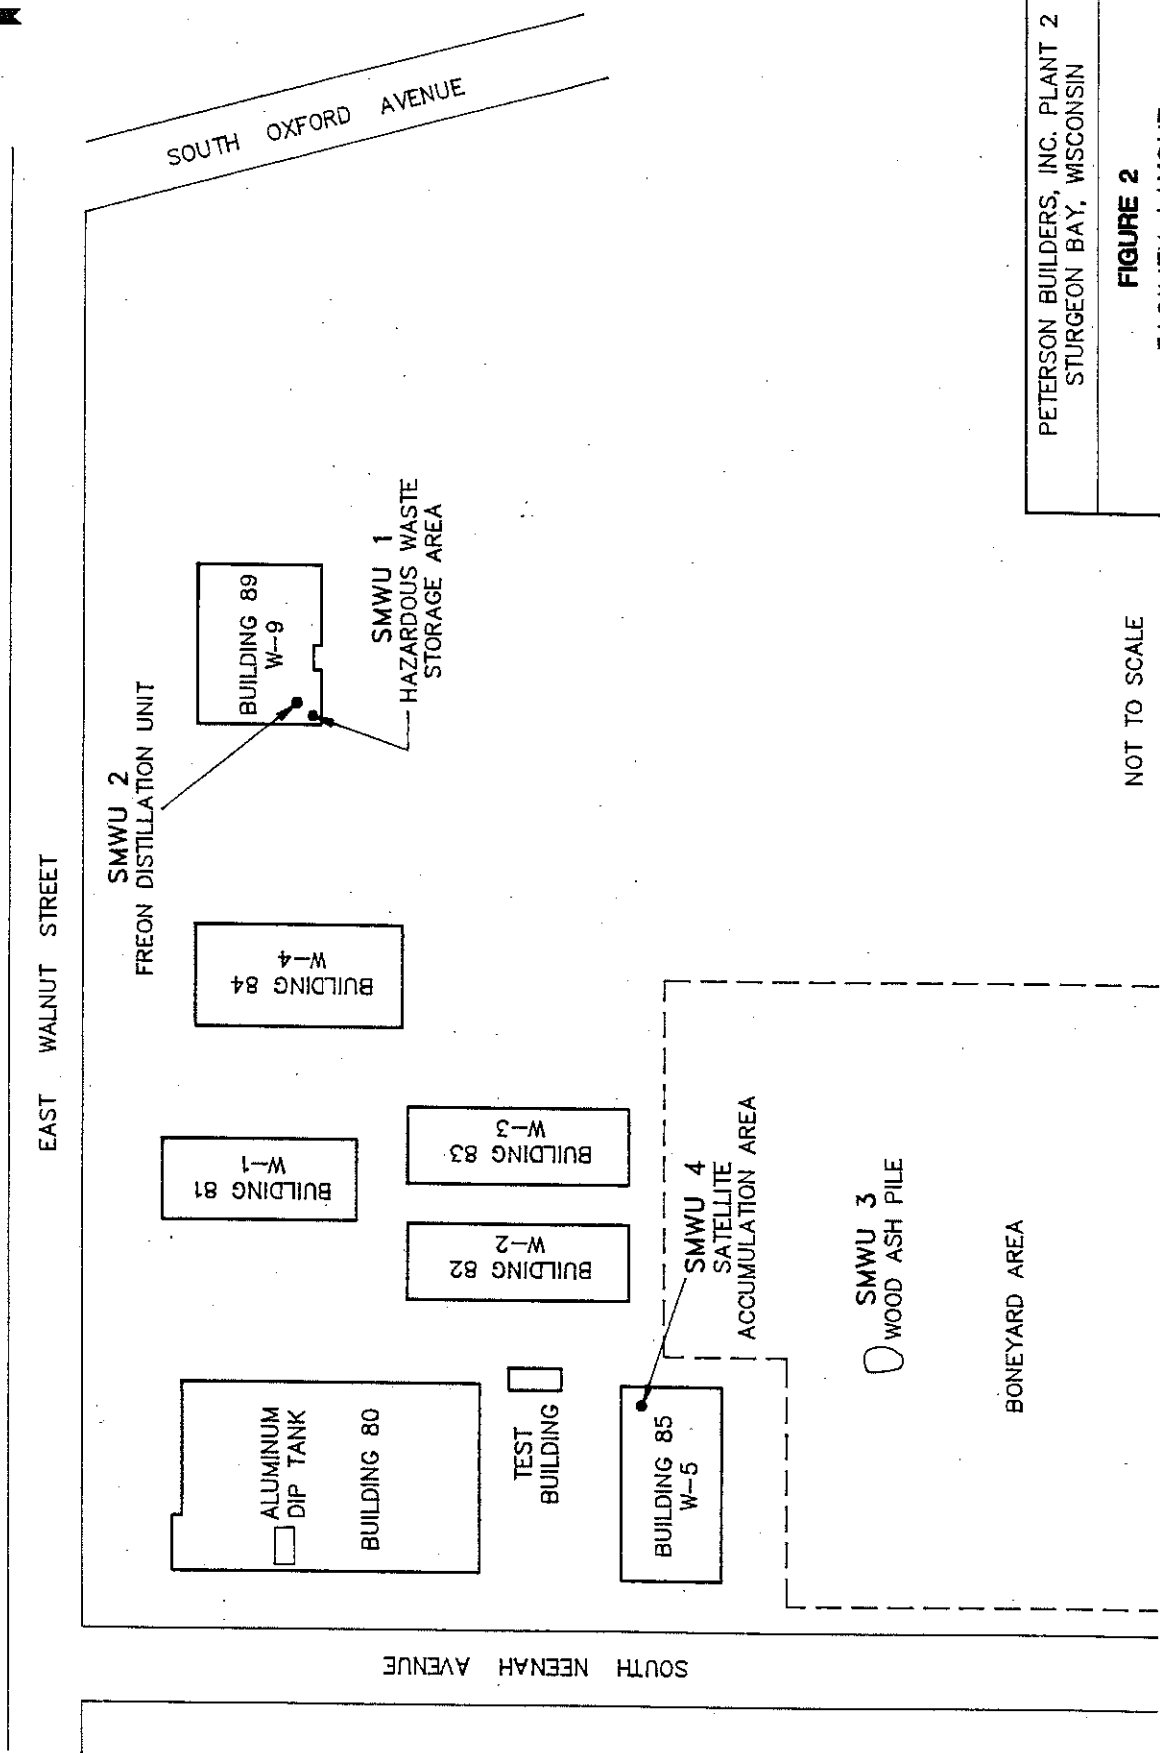 EAST WALNUT STREET
SOUTH OXFORD AVENUE
SMWU 2
FREON DISTILLATION UNIT
BUILDING 89
W-9
SMWU 1
HAZARDOUS WASTE
STORAGE AREA
BUILDING 84
W-4
BUILDING 81
W-1
BUILDING 83
W-3
BUILDING 82
W-2
ALUMINUM
DIP TANK
BUILDING 80
TEST
BUILDING
BUILDING 85
W-5
SMWU 4
SATELLITE
ACCUMULATION AREA
SMWU 3
WOOD ASH PILE
BONEYARD AREA
SOUTH NEENAH AVENUE
NOT TO SCALE
PETERSON BUILDERS, INC. PLANT 2
STURGEON BAY, WISCONSIN
FIGURE 2